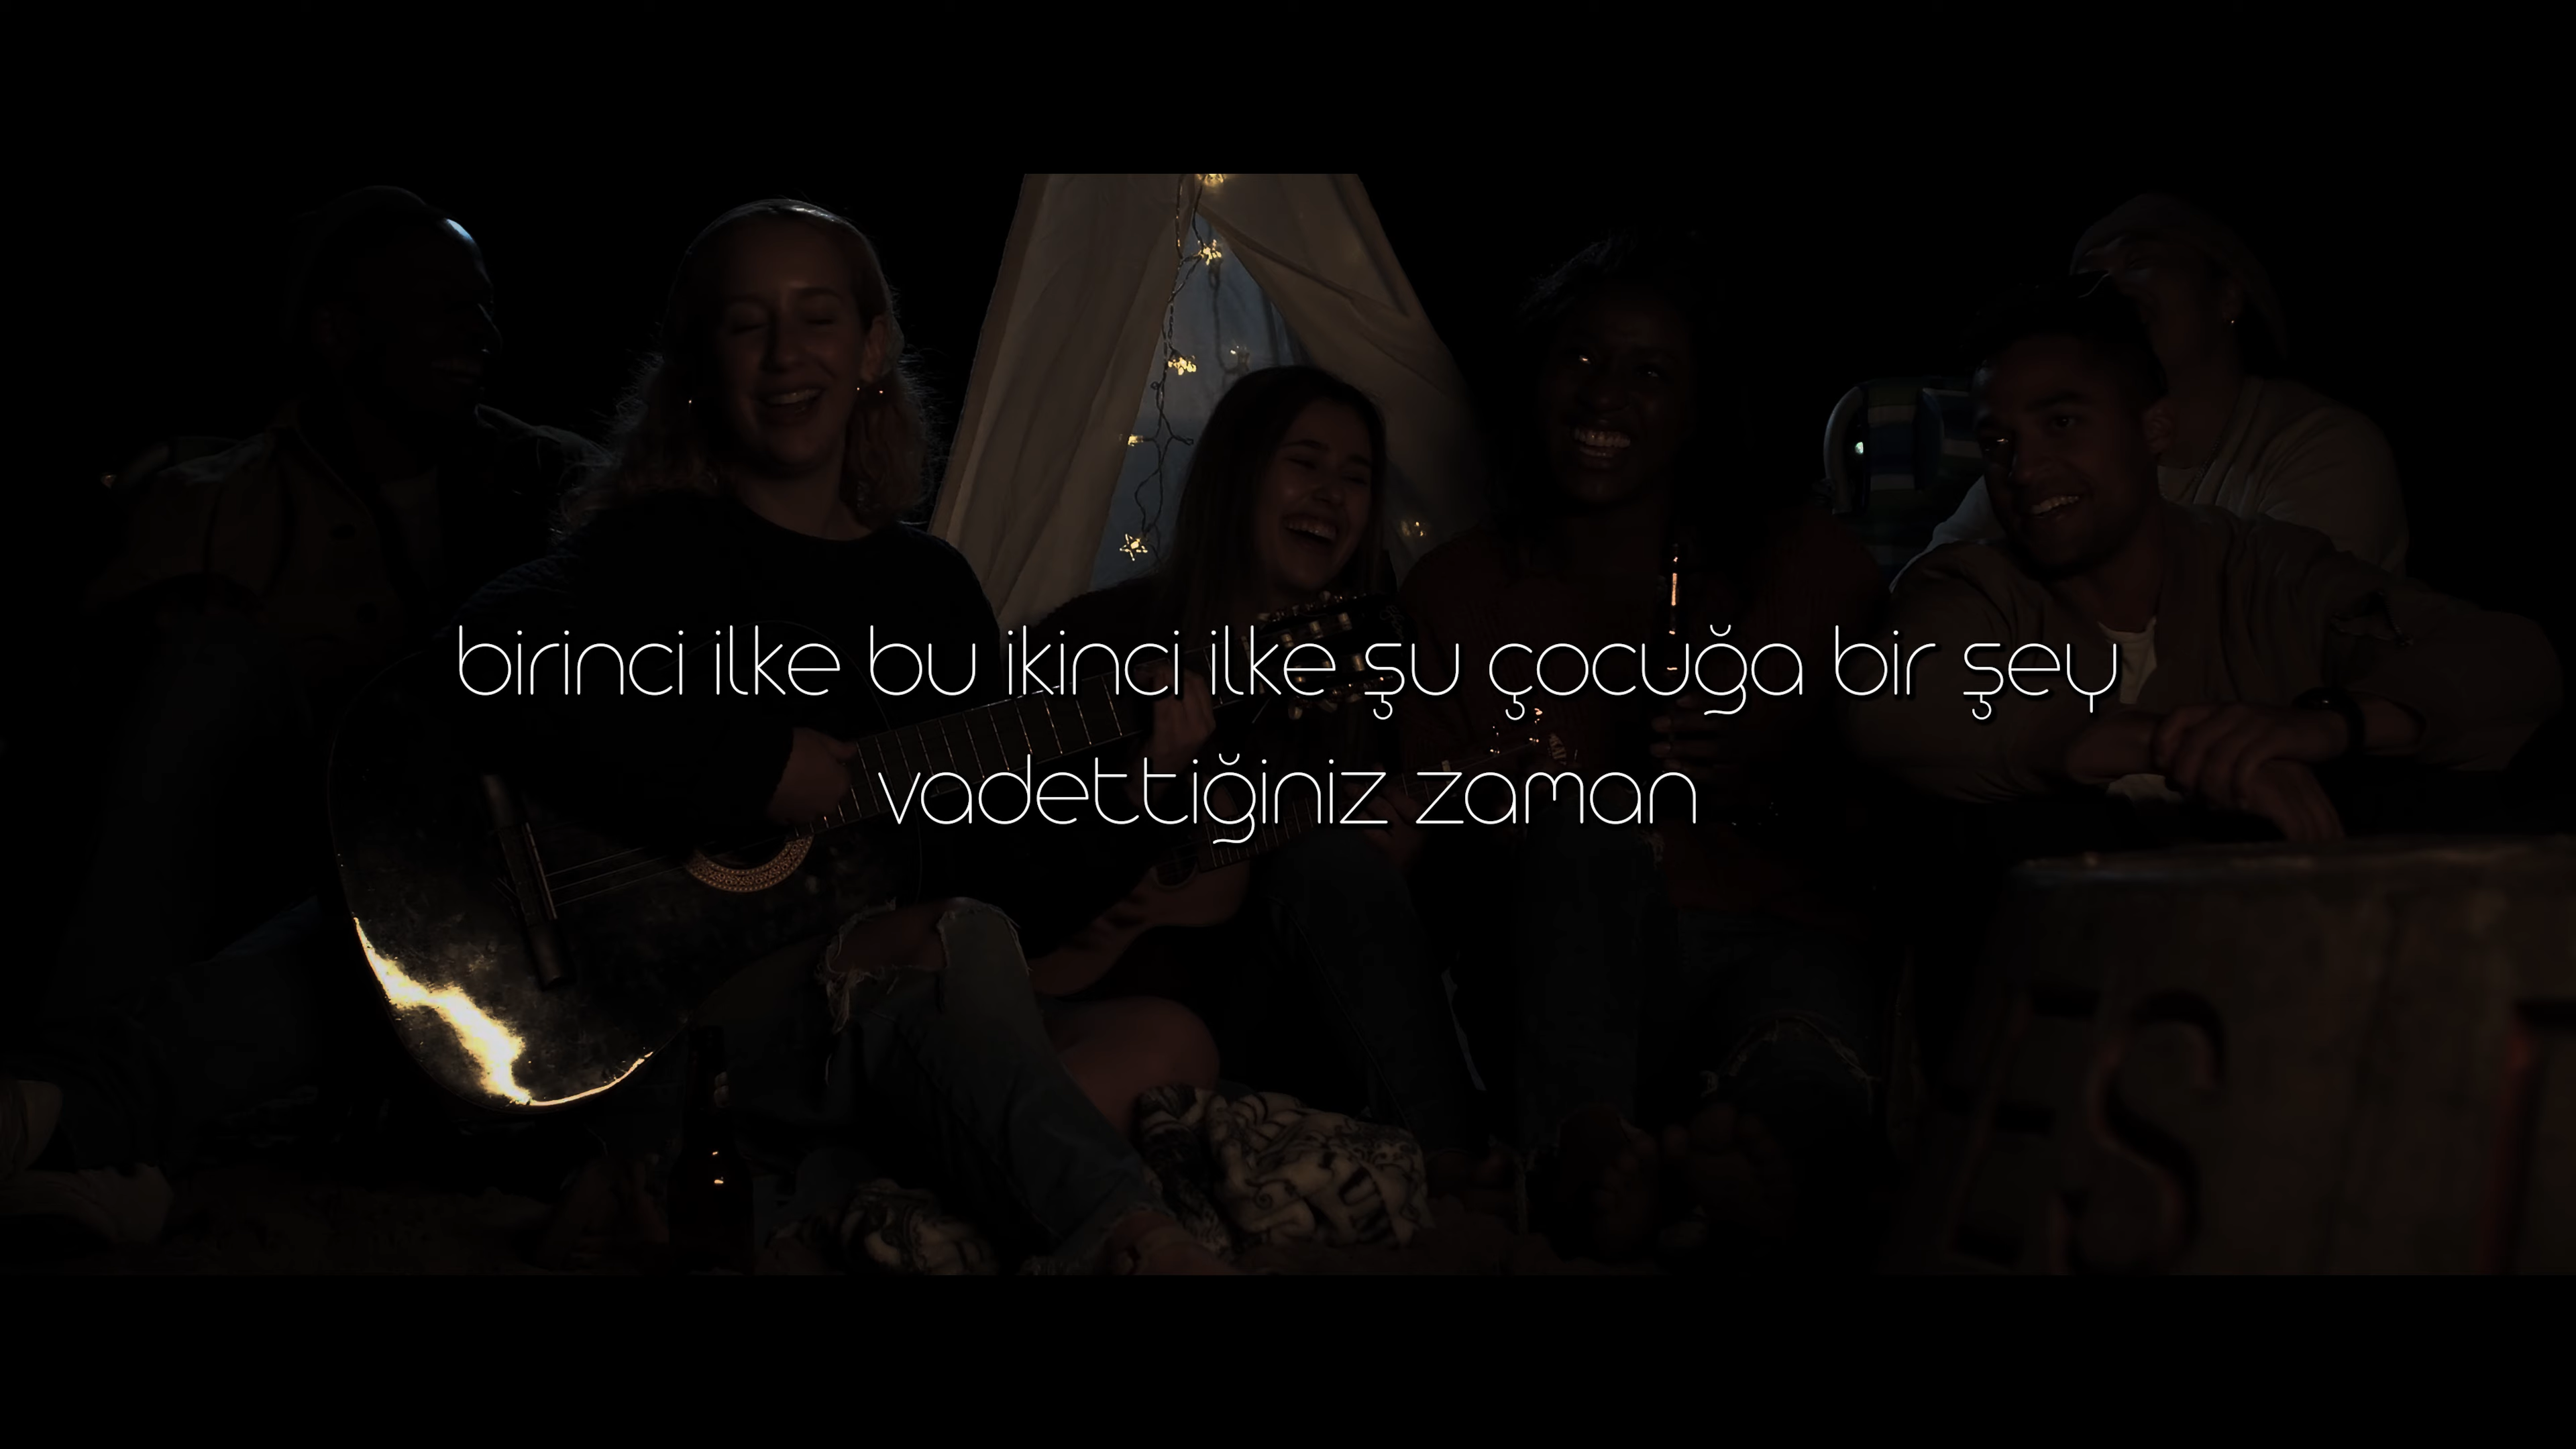 birinci ilke bu ikinci ilke şu çocuğa bir şey
vadettiğiniz zaman